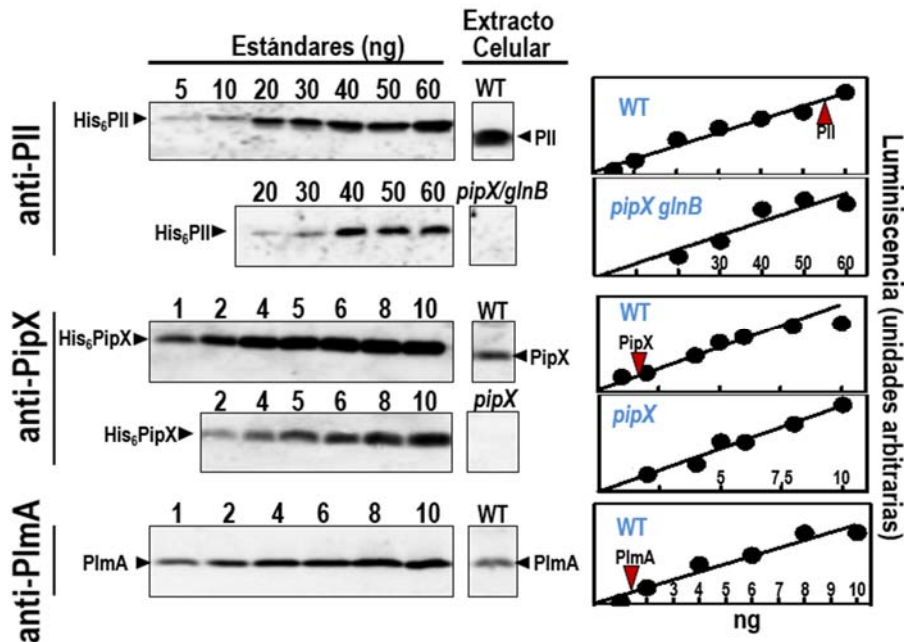 Estándares (ng)
Extracto
Celular
anti-PII
5 10 20 30 40 50 60
WT
His6PII
PII
WT
PII
20 30 40 50 60
pipX/glnB
His6PII
pipX glnB
30 40 50 60
anti-PipX
1 2 4 5 6 8 10
WT
His6PipX
PipX
WT
PipX
2 4 5 6 8 10
pipX
His6PipX
pipX
5 7,5 10
anti-PlmA
1 2 4 6 8 10
WT
PlmA
PlmA
WT
PlmA
3 4 5 6 7 8 9 10
ng
Luminiscencia (unidades arbitrarias)